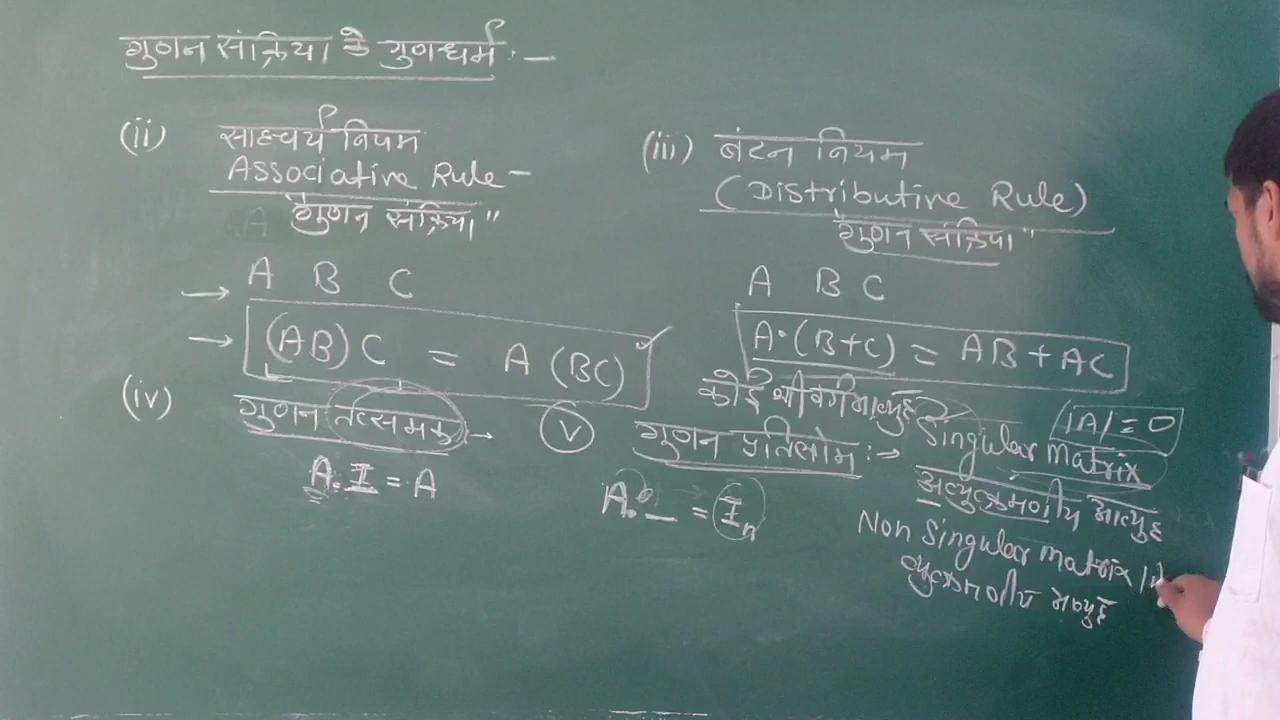 गुणन संक्रिया के गुणधर्म :-
(ii) साहचर्य नियम
Associative Rule -
"गुणन संक्रिया"
→ A B C
→ (AB) C = A (BC)
(iii) बंटन नियम
(Distributive Rule)
"गुणन संक्रिया"
A B C
A·(B+C) = AB + AC
(iv) गुणन तत्समक →
A. I = A
कोई भी वर्ग आव्यूह
(v) गुणन प्रतिलोम :→
A. _ = In
Singular Matrix |A| = 0
अव्युत्क्रमणीय आव्यूह
Non Singular Matrix
व्युत्क्रमणीय आव्यूह